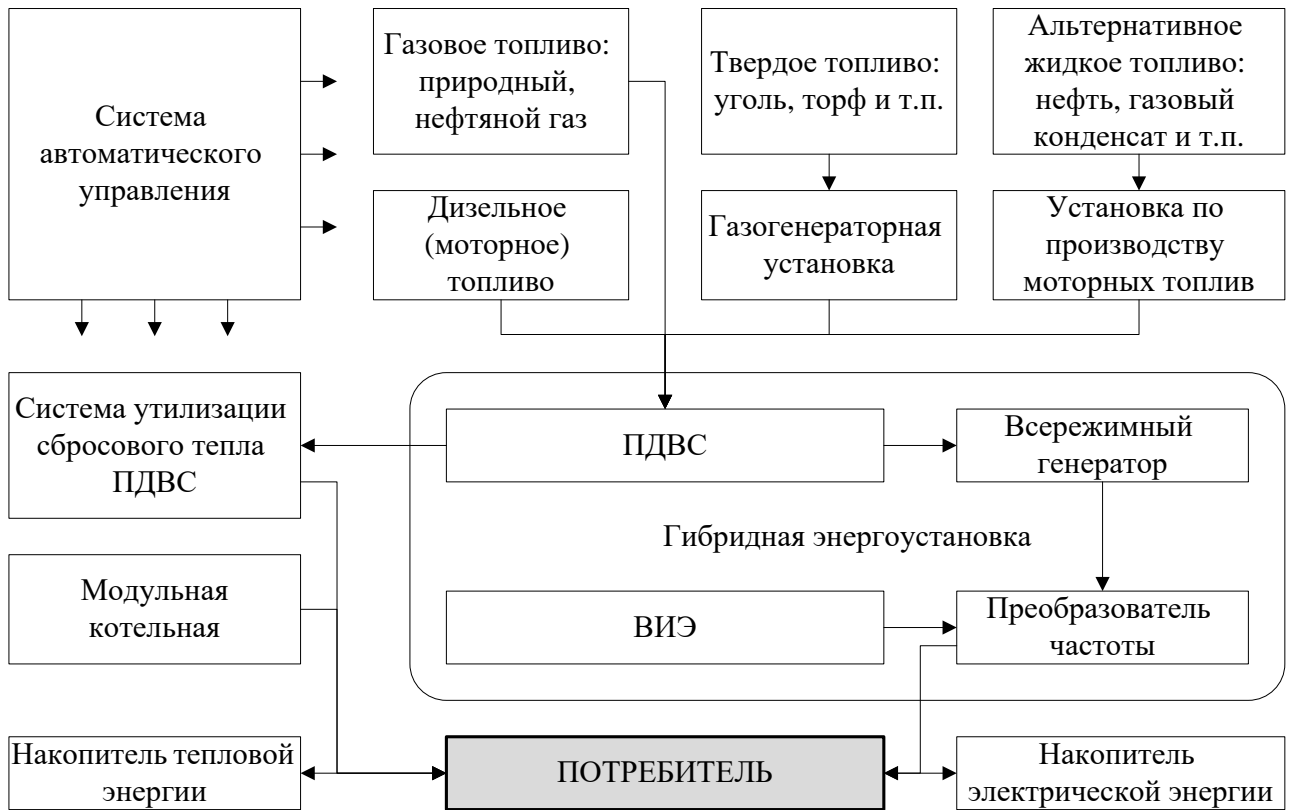 Система
автоматического
управления
Газовое топливо:
природный,
нефтяной газ
Твердое топливо:
уголь, торф и т.п.
Альтернативное
жидкое топливо:
нефть, газовый
конденсат и т.п.
Дизельное
(моторное)
топливо
Газогенераторная
установка
Установка по
производству
моторных топлив
Система утилизации
сбросового тепла
ПДВС
ПДВС
Всережимный
генератор
Гибридная энергоустановка
Модульная
котельная
ВИЭ
Преобразователь
частоты
Накопитель тепловой
энергии
ПОТРЕБИТЕЛЬ
Накопитель
электрической энергии